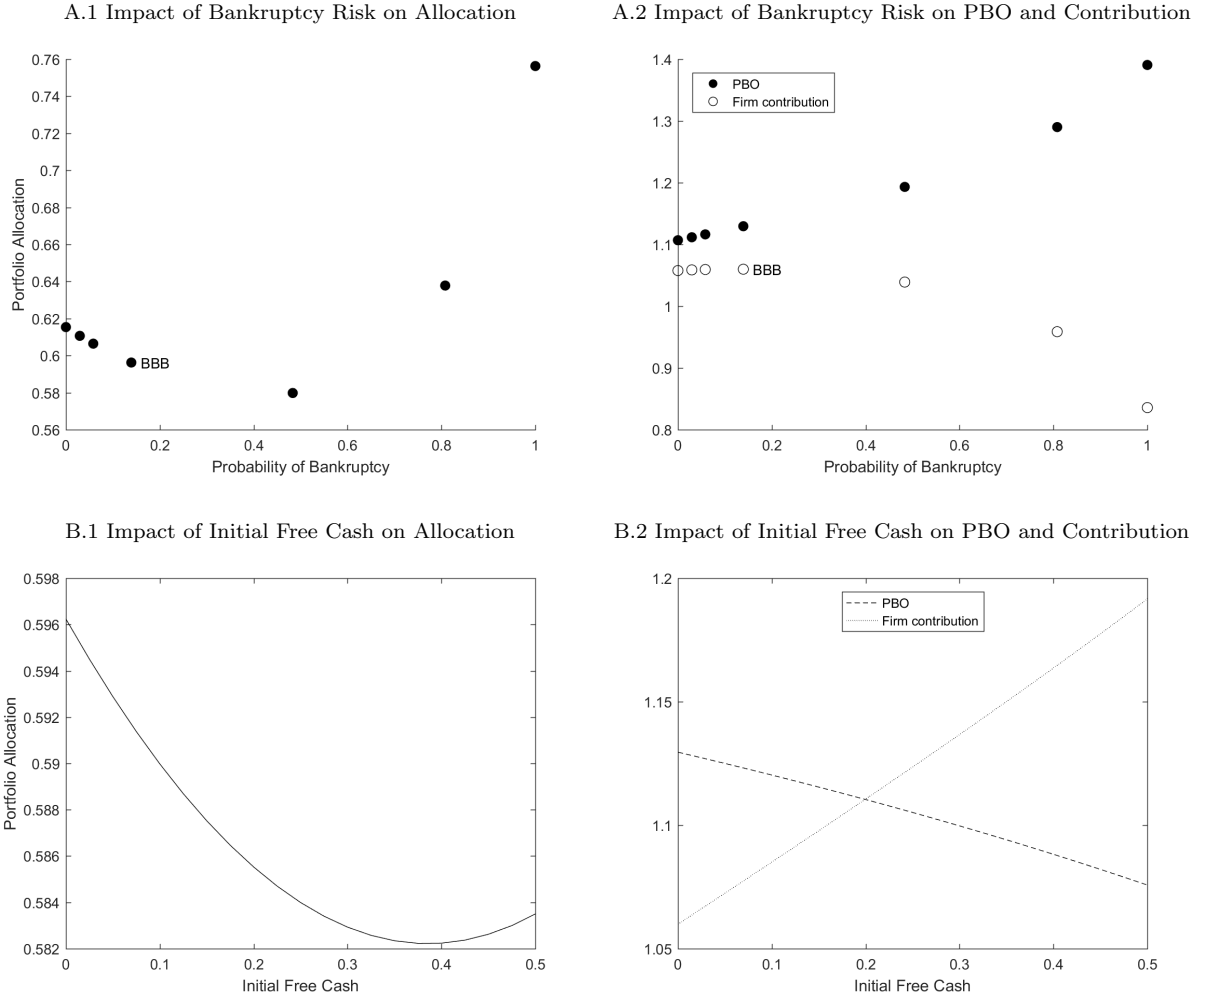 A.1 Impact of Bankruptcy Risk on Allocation
0.76
0.74
0.72
0.7
0.68
0.66
0.64
0.62
0.6
0.58
0.56
Portfolio Allocation
BBB
0 0.2 0.4 0.6 0.8 1
Probability of Bankruptcy
A.2 Impact of Bankruptcy Risk on PBO and Contribution
1.4
1.3
1.2
1.1
1
0.9
0.8
PBO
Firm contribution
BBB
0 0.2 0.4 0.6 0.8 1
Probability of Bankruptcy
B.1 Impact of Initial Free Cash on Allocation
0.598
0.596
0.594
0.592
0.59
0.588
0.586
0.584
0.582
Portfolio Allocation
0 0.1 0.2 0.3 0.4 0.5
Initial Free Cash
B.2 Impact of Initial Free Cash on PBO and Contribution
1.2
1.15
1.1
1.05
PBO
Firm contribution
0 0.1 0.2 0.3 0.4 0.5
Initial Free Cash